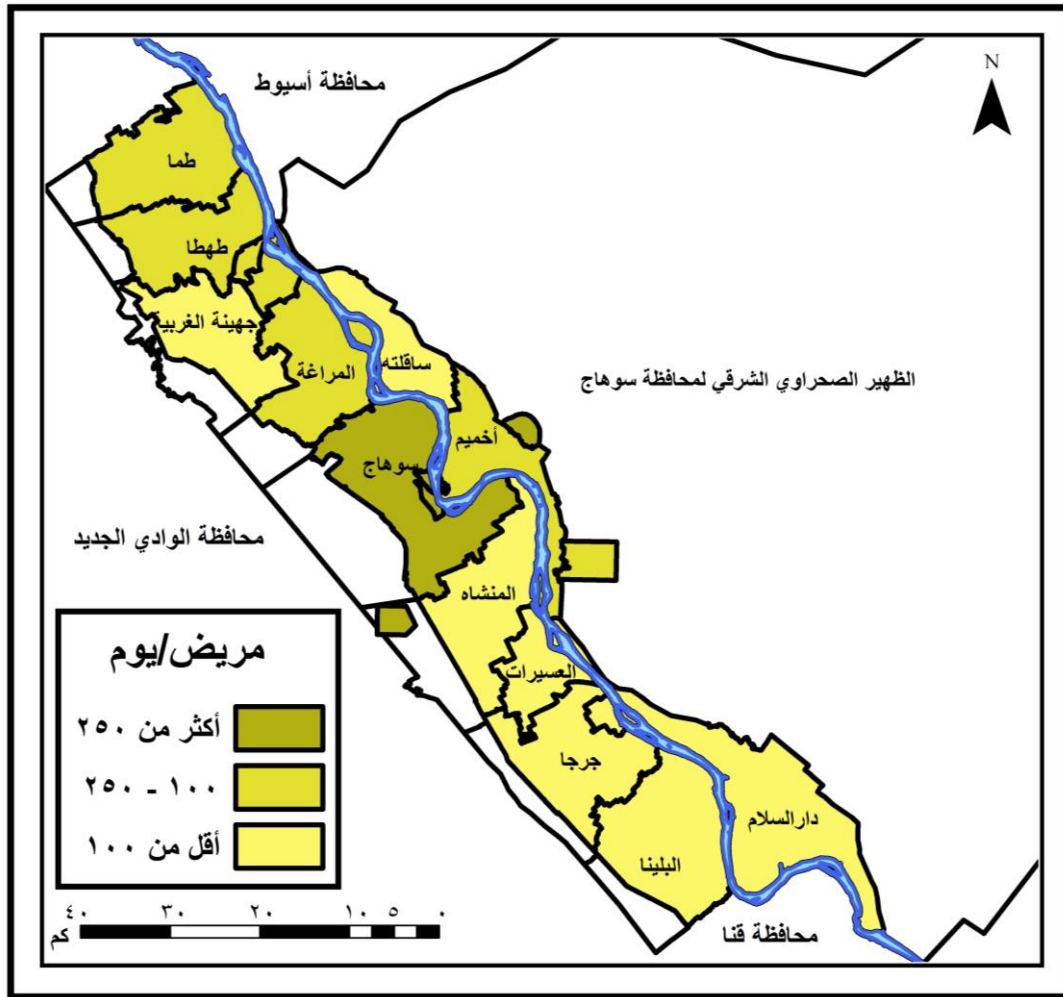 محافظة أسيوط
N
طما
طهطا
جهينة الغربية
ساقلته
المراغة
الظهير الصحراوي الشرقي لمحافظة سوهاج
أخميم
سوهاج
محافظة الوادي الجديد
المنشاه
العسيرات
جرجا
دارالسلام
البلينا
محافظة قنا
مريض/يوم
أكثر من ٢٥٠
١٠٠ - ٢٥٠
أقل من ١٠٠
٤٠ ٣٠ ٢٠ ١٠ ٥ ٠
كم